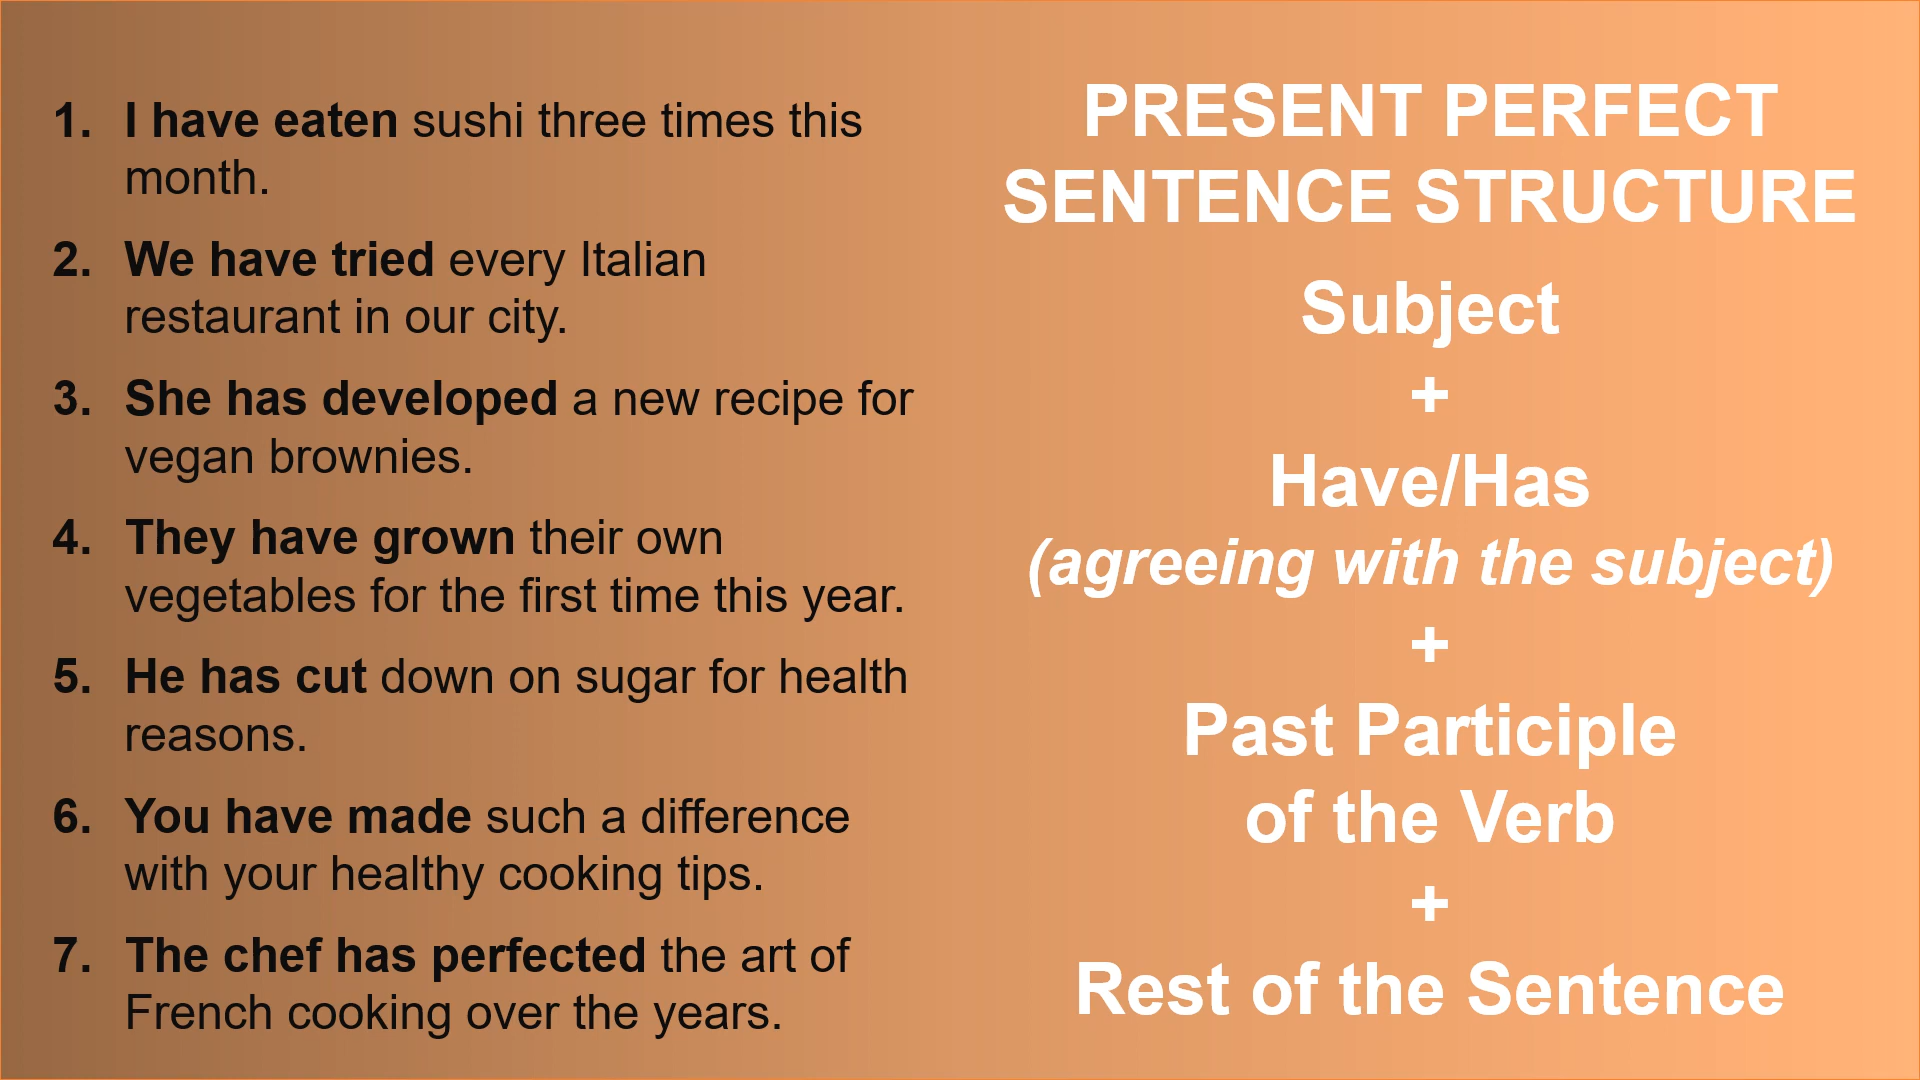 1. I have eaten sushi three times this
month.
2. We have tried every Italian
restaurant in our city.
3. She has developed a new recipe for
vegan brownies.
4. They have grown their own
vegetables for the first time this year.
5. He has cut down on sugar for health
reasons.
6. You have made such a difference
with your healthy cooking tips.
7. The chef has perfected the art of
French cooking over the years.
PRESENT PERFECT
SENTENCE STRUCTURE
Subject
+
Have/Has
(agreeing with the subject)
+
Past Participle
of the Verb
+
Rest of the Sentence